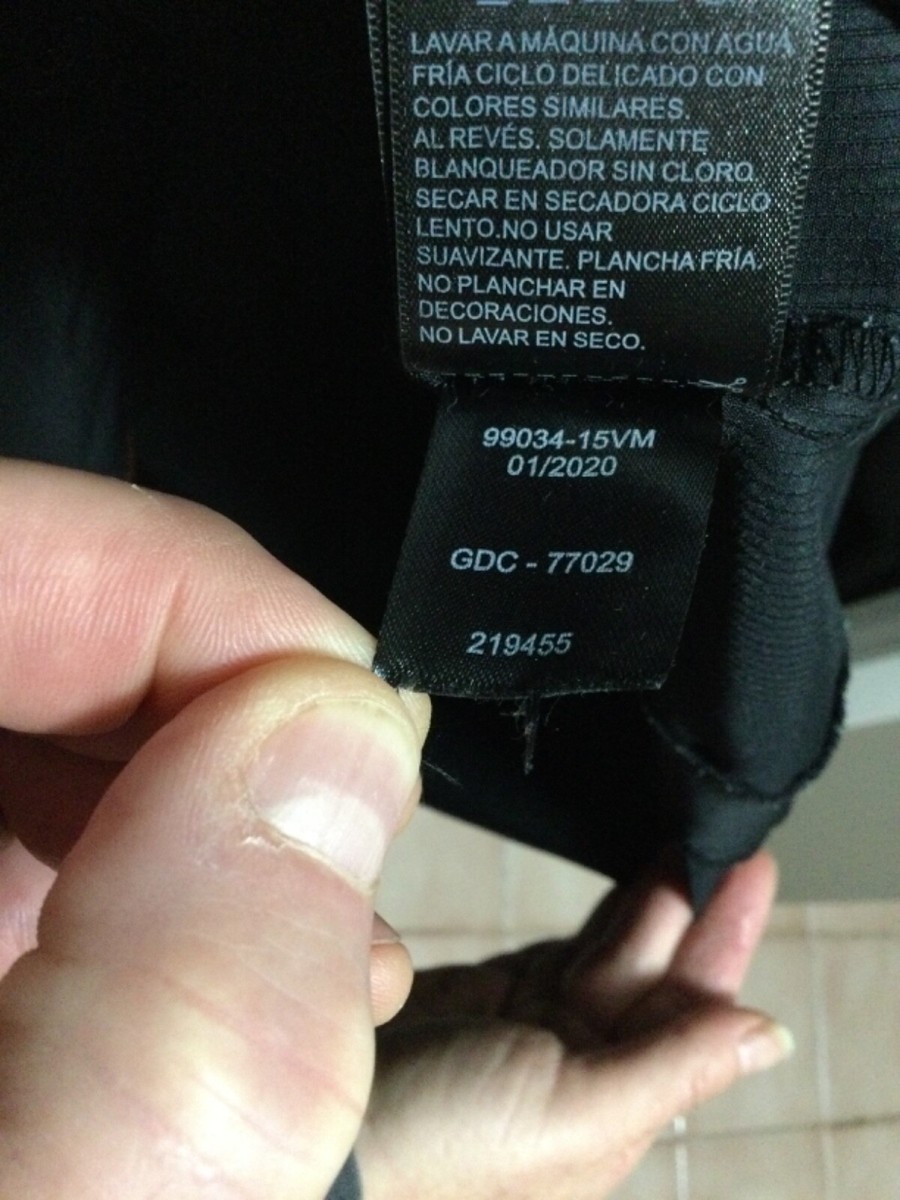 LAVAR A MÁQUINA CON AGUA
FRÍA CICLO DELICADO CON
COLORES SIMILARES.
AL REVÉS. SOLAMENTE
BLANQUEADOR SIN CLORO.
SECAR EN SECADORA CICLO
LENTO.NO USAR
SUAVIZANTE. PLANCHA FRÍA.
NO PLANCHAR EN
DECORACIONES.
NO LAVAR EN SECO.
99034-15VM
01/2020
GDC - 77029
219455